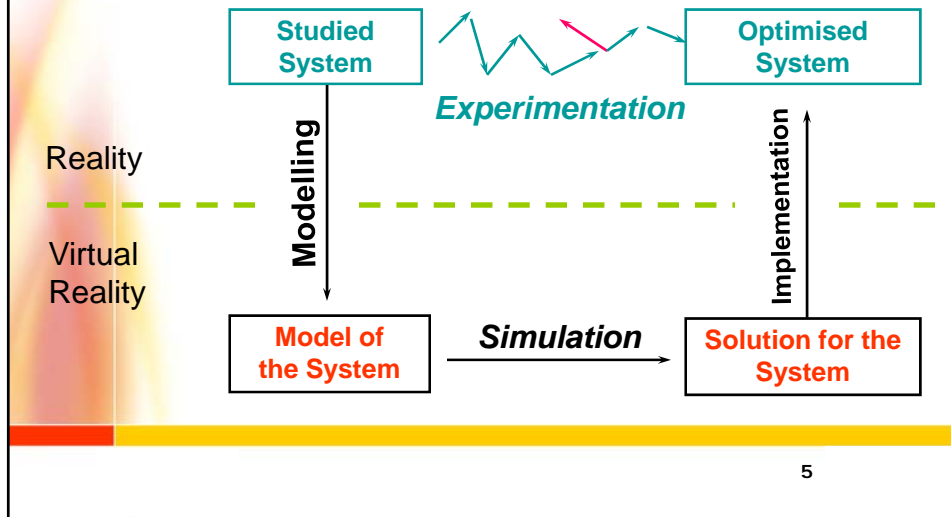 Studied
System
Optimised
System
Experimentation
Modelling
Implementation
Reality
Virtual
Reality
Model of
the System
Simulation
Solution for the
System
5